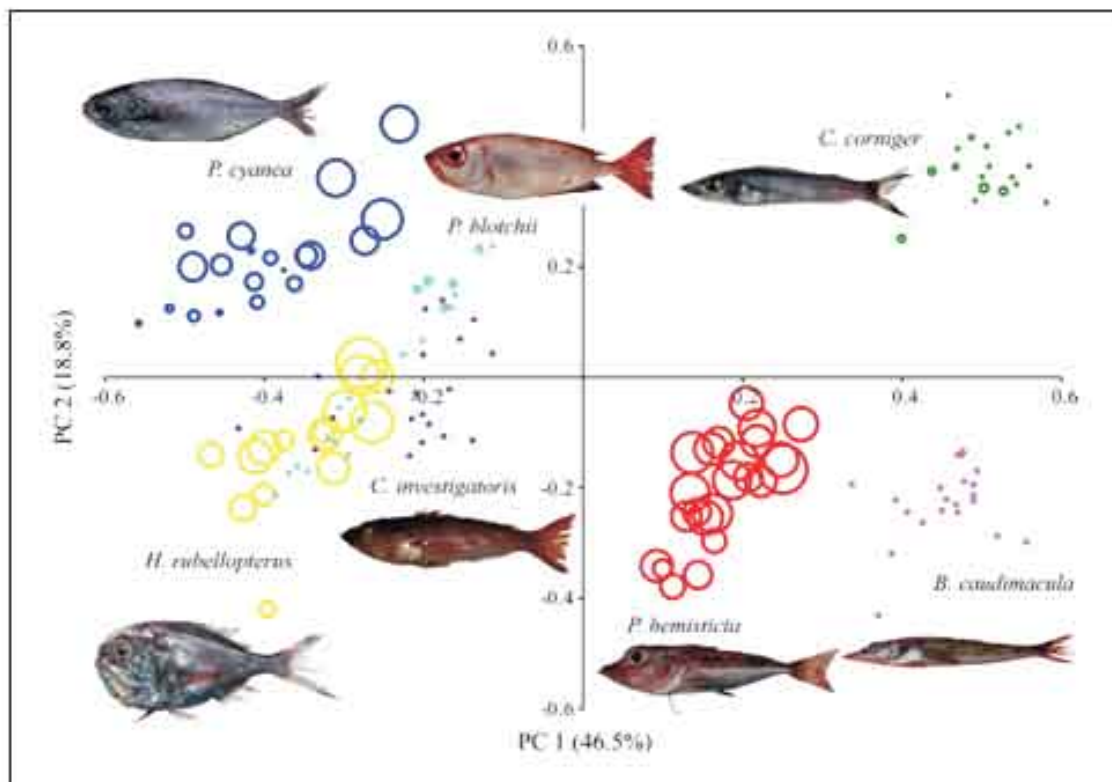 0.6
C. corniger
P. cyanea
P. blotchii
0.2
-0.6
-0.4
-0.2
0.2
0.4
0.6
PC 2 (18.8%)
-0.2
C. investigatoris
H. rubellopterus
B. caudimacula
-0.4
P. hemisticta
-0.6
PC 1 (46.5%)